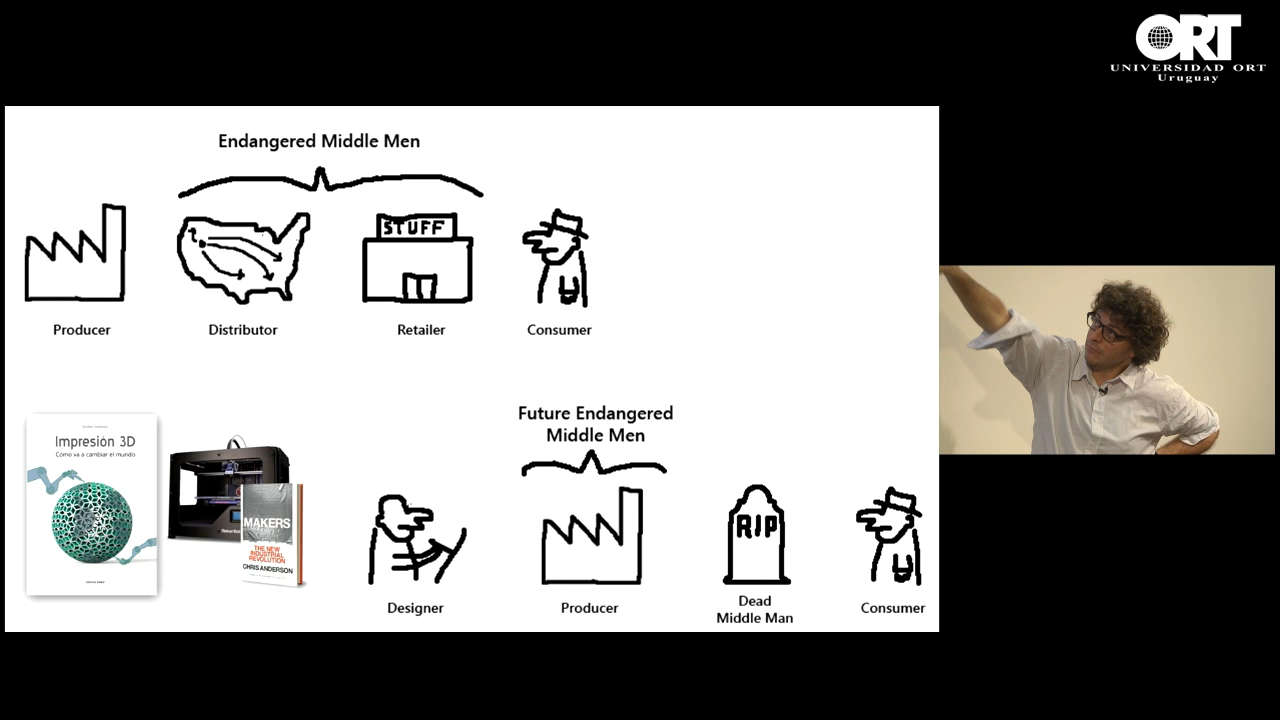 ORT
UNIVERSIDAD ORT
Uruguay
Endangered Middle Men
STUFF
Producer
Distributor
Retailer
Consumer
Impresión 3D
Cómo va a cambiar el mundo
MAKERS
THE NEW
INDUSTRIAL
REVOLUTION
CHRIS ANDERSON
Future Endangered
Middle Men
RIP
Designer
Producer
Dead
Middle Man
Consumer